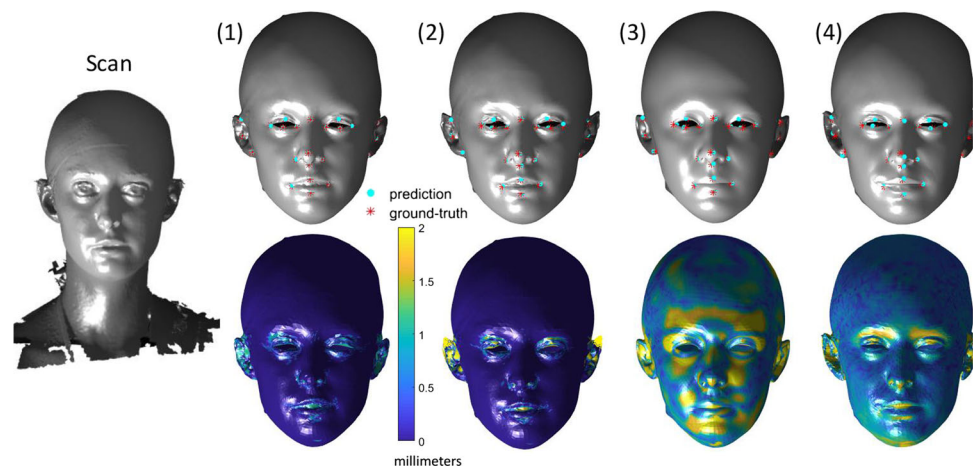 (1)
(2)
(3)
(4)
Scan
prediction
ground-truth
2
1.5
1
0.5
0
millimeters